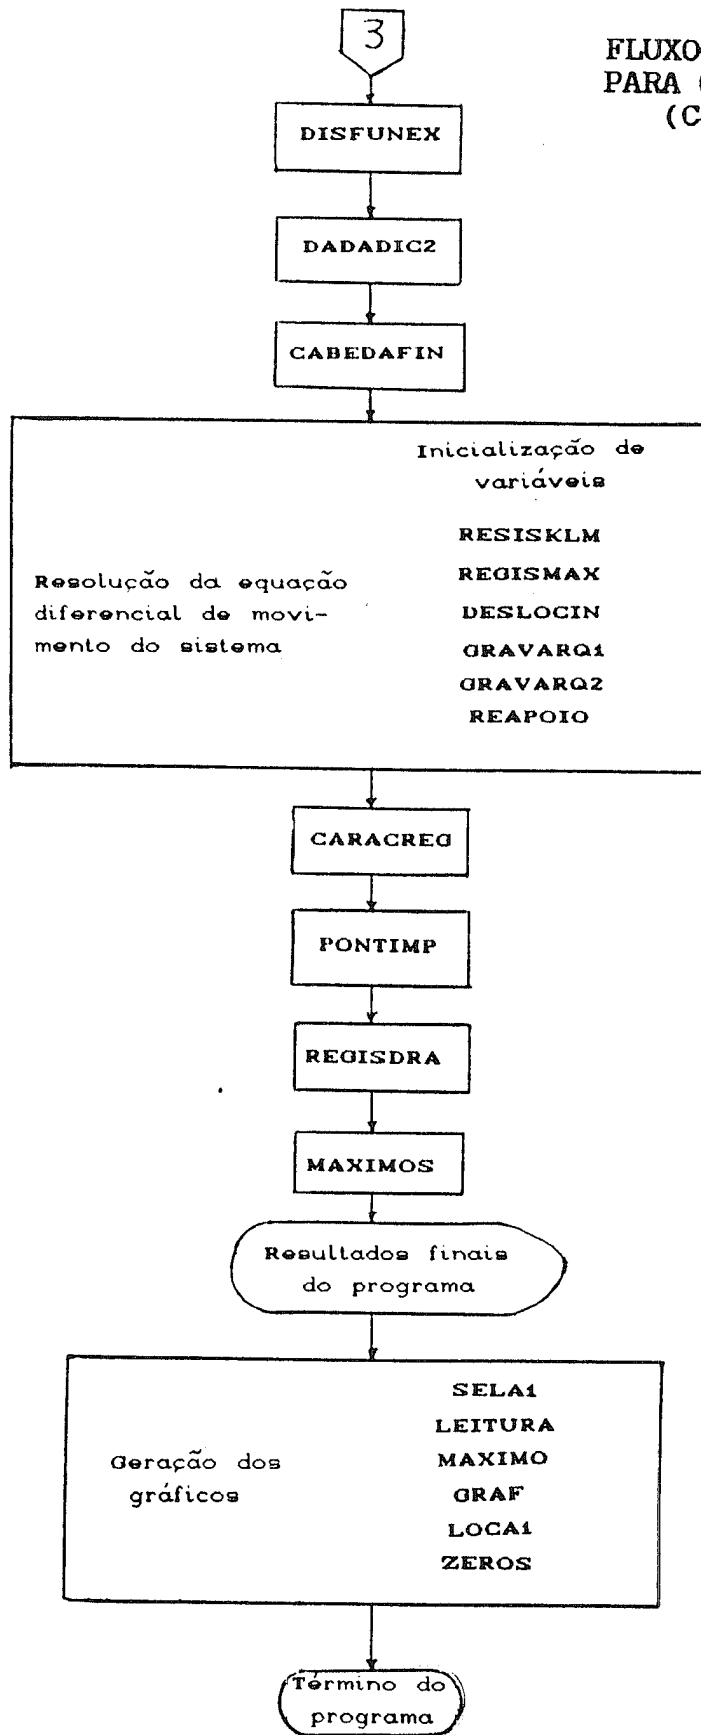 3
FLUXO
PARA
(C
DISFUNEX
DADADIC2
CABEDAFIN
Inicialização de
variáveis
Resolução da equação
diferencial de movi-
mento do sistema
RESISKLM
REGISMAX
DESLOCIN
GRAVARQ1
GRAVARQ2
REAPOIO
CARACREG
PONTIMP
REGISDRA
MAXIMOS
Resultados finais
do programa
Geração dos
gráficos
SELA1
LEITURA
MAXIMO
GRAF
LOCA1
ZEROS
Término do
programa